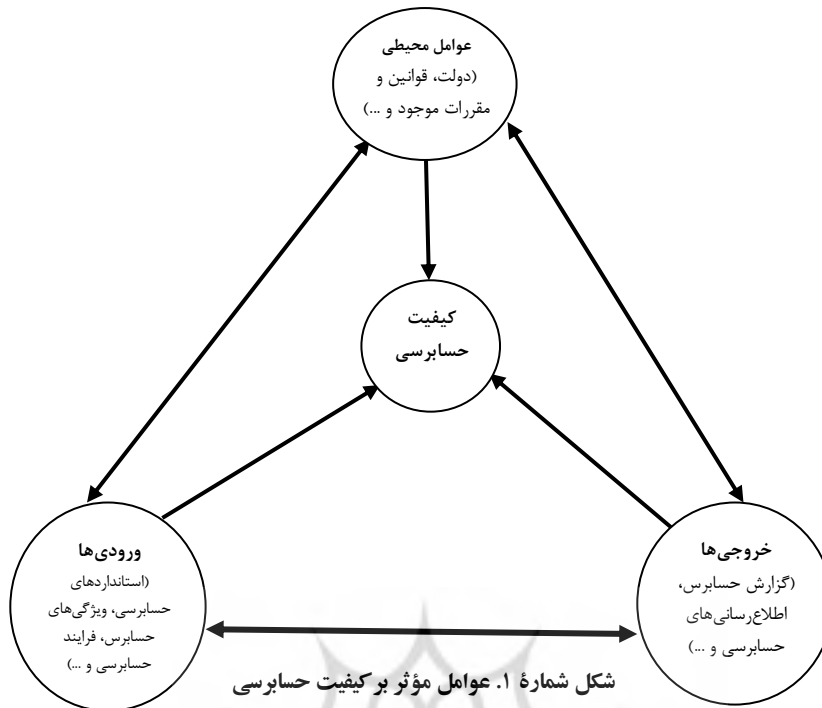 عوامل محیطی
(دولت، قوانین و
مقررات موجود و ...)
کیفیت
حسابرسی
خروجی‌ها
(گزارش حسابرس،
اطلاع‌رسانی‌های
حسابرسی و ...)
ورودی‌ها
(استانداردهای
حسابرسی، ویژگی‌های
حسابرس، فرایند
حسابرسی و ...)
شکل شمارۀ ۱. عوامل مؤثر بر کیفیت حسابرسی